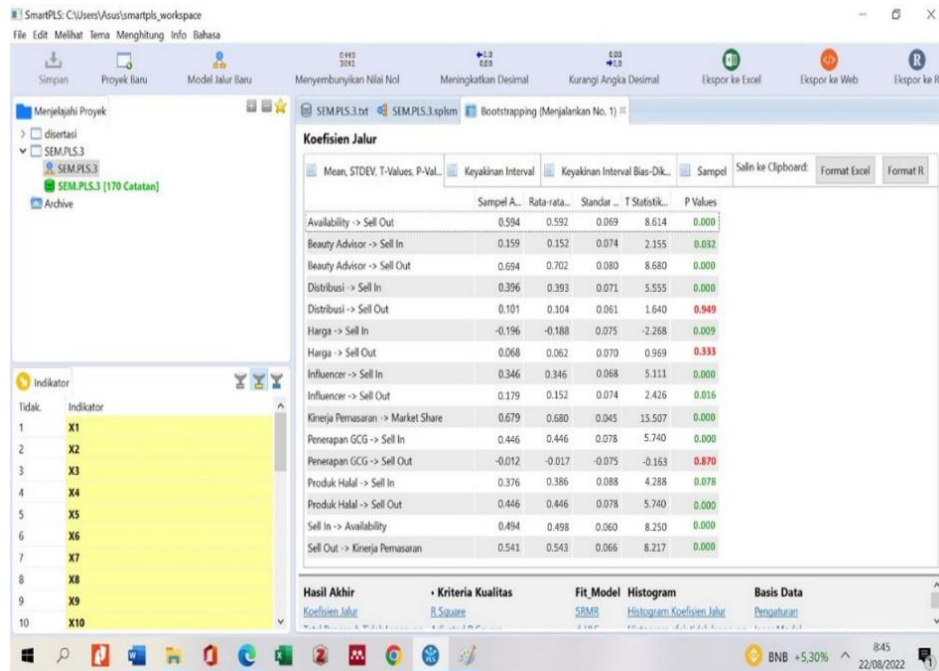 SmartPLS: C:\Users\Asus\smartpls_workspace
File Edit Melihat Tema Menghitung Info Bahasa
Simpan Proyek Baru Model Jalur Baru Menyembunyikan Nilai Nol Meningkatkan Desimal Kurangi Angka Desimal Ekspor ke Excel Ekspor ke Web Ekspor ke R
Menjelajahi Proyek
disertasi
SEM.PLS.3
SEM.PLS.3
SEM.PLS.3 [170 Catatan]
Archive
Indikator
Tidak. Indikator
1 X1
2 X2
3 X3
4 X4
5 X5
6 X6
7 X7
8 X8
9 X9
10 X10
SEM.PLS.3.txt SEM.PLS.3.splsm Bootstrapping (Menjalankan No. 1)
Koefisien Jalur
Mean, STDEV, T-Values, P-Val... Keyakinan Interval Keyakinan Interval Bias-Dik... Sampel Salin ke Clipboard: Format Excel Format R
Sampel A... Rata-rata... Standar ... T Statistik... P Values
Availability -> Sell Out 0.594 0.592 0.069 8.614 0.000
Beauty Advisor -> Sell In 0.159 0.152 0.074 2.155 0.032
Beauty Advisor -> Sell Out 0.694 0.702 0.080 8.680 0.000
Distribusi -> Sell In 0.396 0.393 0.071 5.555 0.000
Distribusi -> Sell Out 0.101 0.104 0.061 1.640 0.949
Harga -> Sell In -0.196 -0.188 0.075 -2.268 0.009
Harga -> Sell Out 0.068 0.062 0.070 0.969 0.333
Influencer -> Sell In 0.346 0.346 0.068 5.111 0.000
Influencer -> Sell Out 0.179 0.152 0.074 2.426 0.016
Kinerja Pemasaran -> Market Share 0.679 0.680 0.045 15.507 0.000
Penerapan GCG -> Sell In 0.446 0.446 0.078 5.740 0.000
Penerapan GCG -> Sell Out -0.012 -0.017 -0.075 -0.163 0.870
Produk Halal -> Sell In 0.376 0.386 0.088 4.288 0.078
Produk Halal -> Sell Out 0.446 0.446 0.078 5.740 0.000
Sell In -> Availability 0.494 0.498 0.060 8.250 0.000
Sell Out -> Kinerja Pemasaran 0.541 0.543 0.066 8.217 0.000
Hasil Akhir Kriteria Kualitas Fit_Model Histogram Basis Data
Koefisien Jalur R Square SRMR Histogram Koefisien Jalur Pengaturan
BNB +5,30% 8:45
22/08/2022